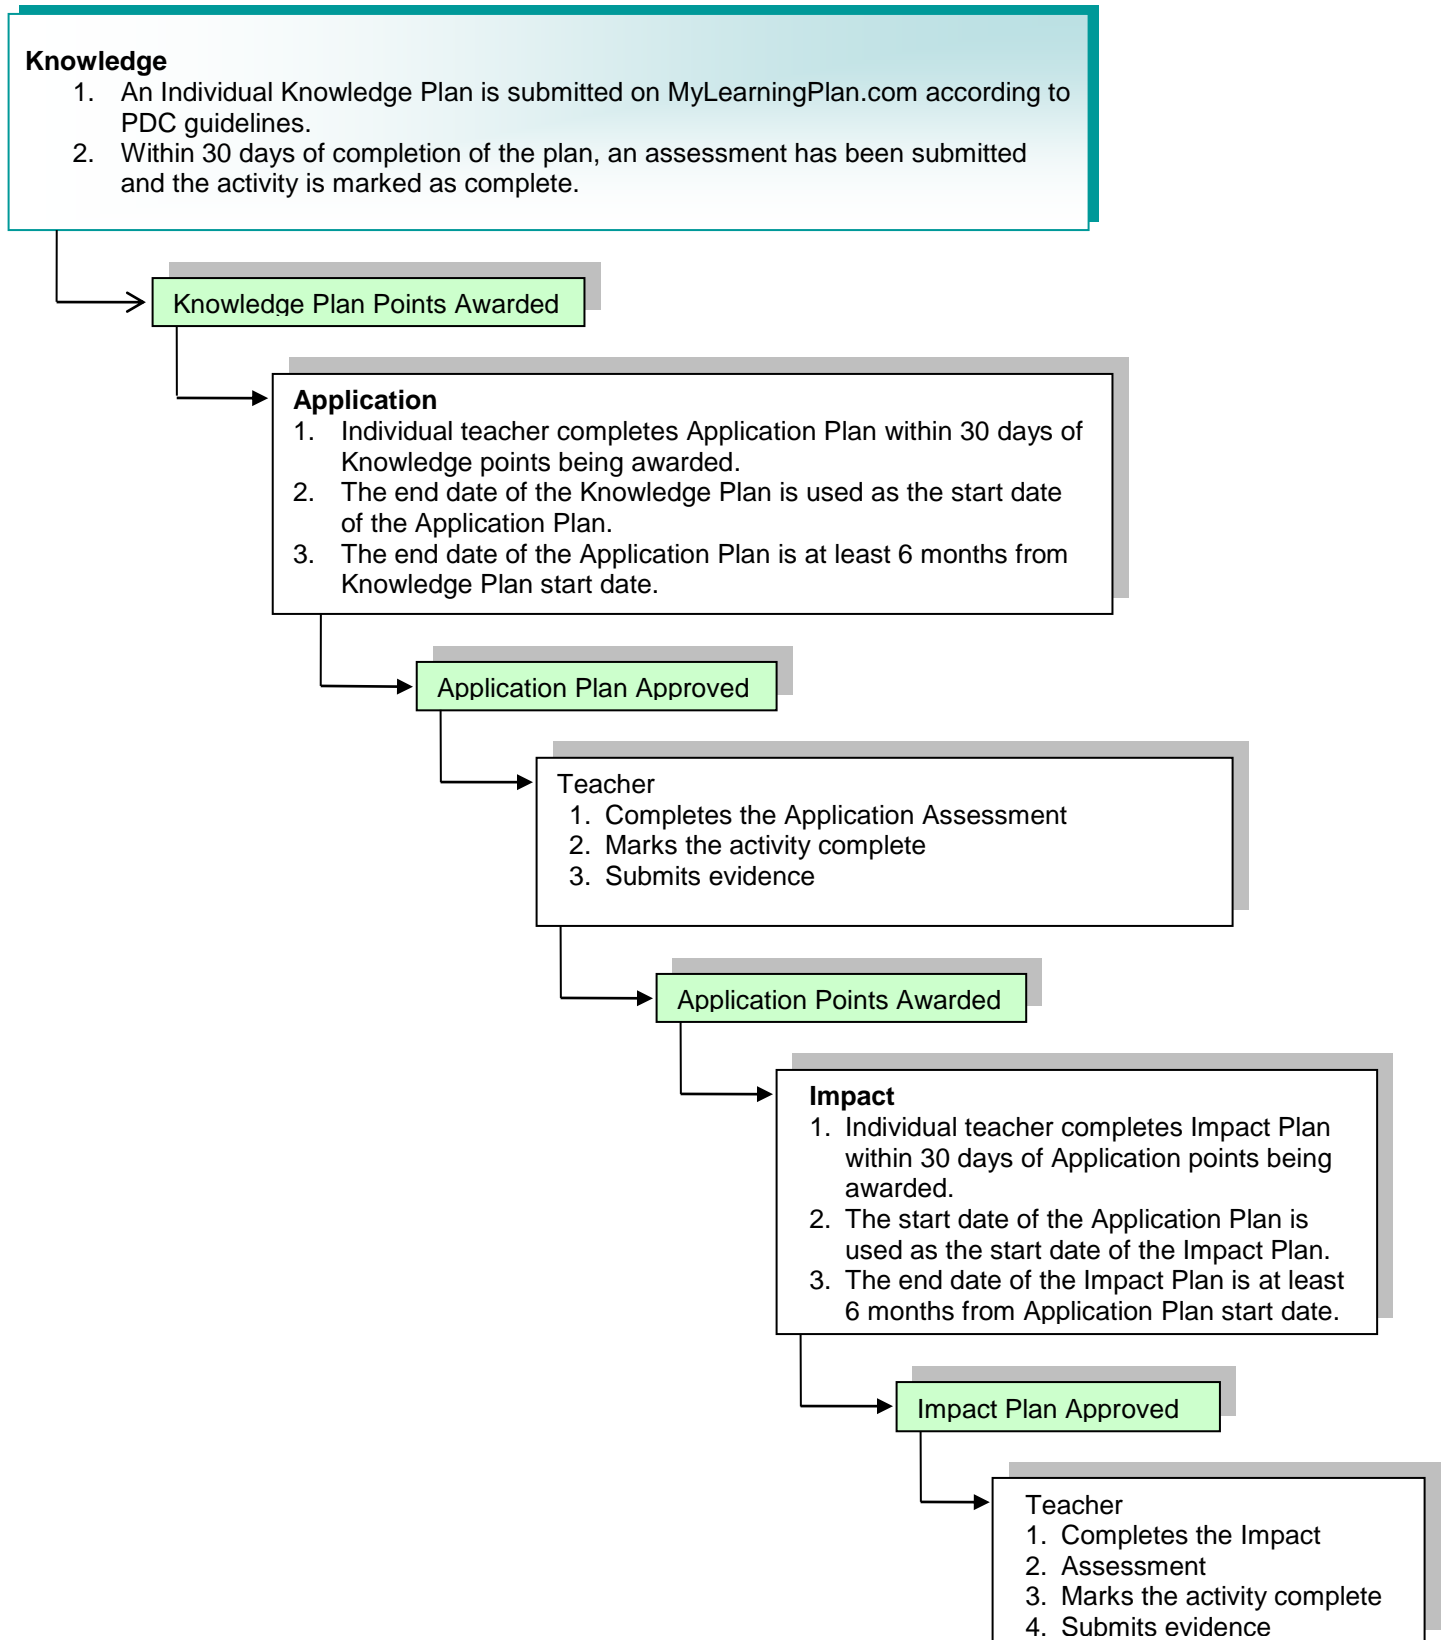 Knowledge
1. An Individual Knowledge Plan is submitted on MyLearningPlan.com according to
PDC guidelines.
2. Within 30 days of completion of the plan, an assessment has been submitted
and the activity is marked as complete.
Knowledge Plan Points Awarded
Application
1. Individual teacher completes Application Plan within 30 days of
Knowledge points being awarded.
2. The end date of the Knowledge Plan is used as the start date
of the Application Plan.
3. The end date of the Application Plan is at least 6 months from
Knowledge Plan start date.
Application Plan Approved
Teacher
1. Completes the Application Assessment
2. Marks the activity complete
3. Submits evidence
Application Points Awarded
Impact
1. Individual teacher completes Impact Plan
within 30 days of Application points being
awarded.
2. The start date of the Application Plan is
used as the start date of the Impact Plan.
3. The end date of the Impact Plan is at least
6 months from Application Plan start date.
Impact Plan Approved
Teacher
1. Completes the Impact
2. Assessment
3. Marks the activity complete
4. Submits evidence